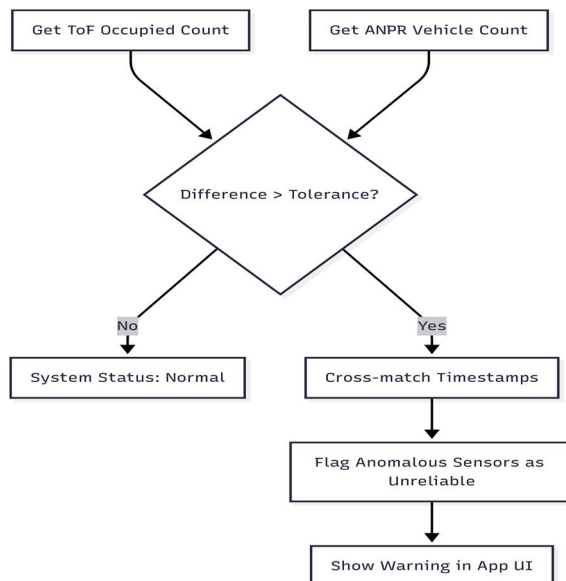 Get ToF Occupied Count
Get ANPR Vehicle Count
Difference > Tolerance?
No
Yes
System Status: Normal
Cross-match Timestamps
Flag Anomalous Sensors as
Unreliable
Show Warning in App UI